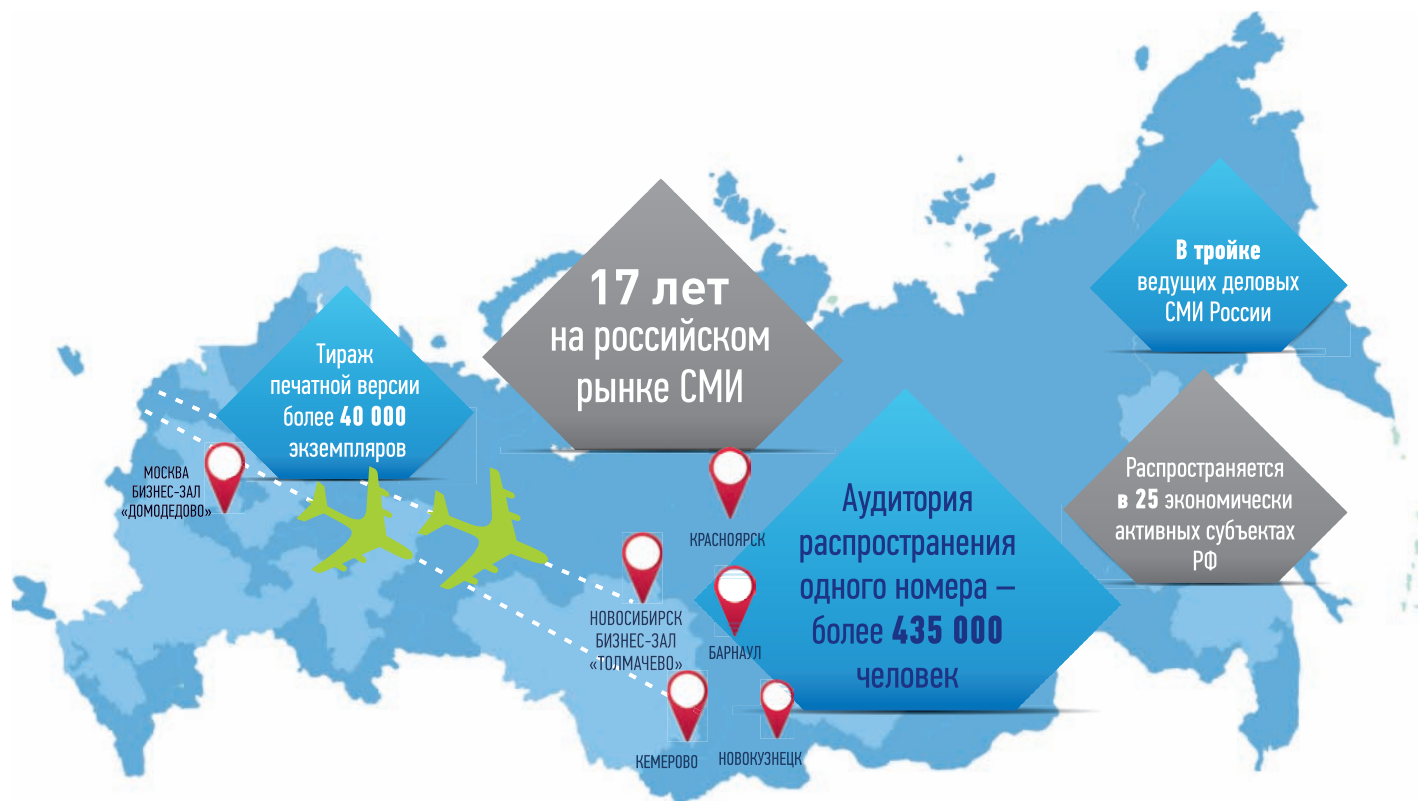 17 лет
на российском
рынке СМИ
В тройке
ведущих деловых
СМИ России
Тираж
печатной версии
более 40 000
экземпляров
МОСКВА
БИЗНЕС-ЗАЛ
«ДОМОДЕДОВО»
Аудитория
распространения
одного номера –
более 435 000
человек
Распространяется
в 25 экономически
активных субъектах
РФ
КРАСНОЯРСК
НОВОСИБИРСК
БИЗНЕС-ЗАЛ
«ТОЛМАЧЕВО»
БАРНАУЛ
КЕМЕРОВО
НОВОКУЗНЕЦК